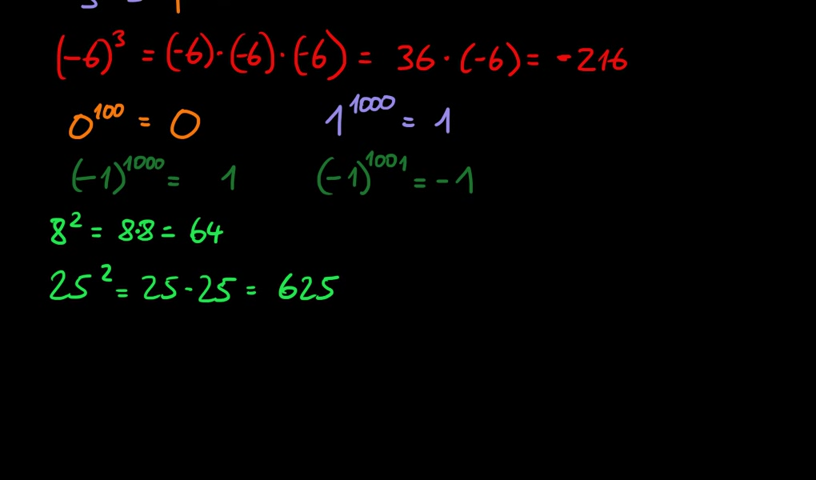 (-6)³ = (-6)·(-6)·(-6) = 36·(-6) = -216
0¹⁰⁰ = 0 1¹⁰⁰⁰ = 1
(-1)¹⁰⁰⁰ = 1 (-1)¹⁰⁰¹ = -1
8² = 8·8 = 64
25² = 25·25 = 625